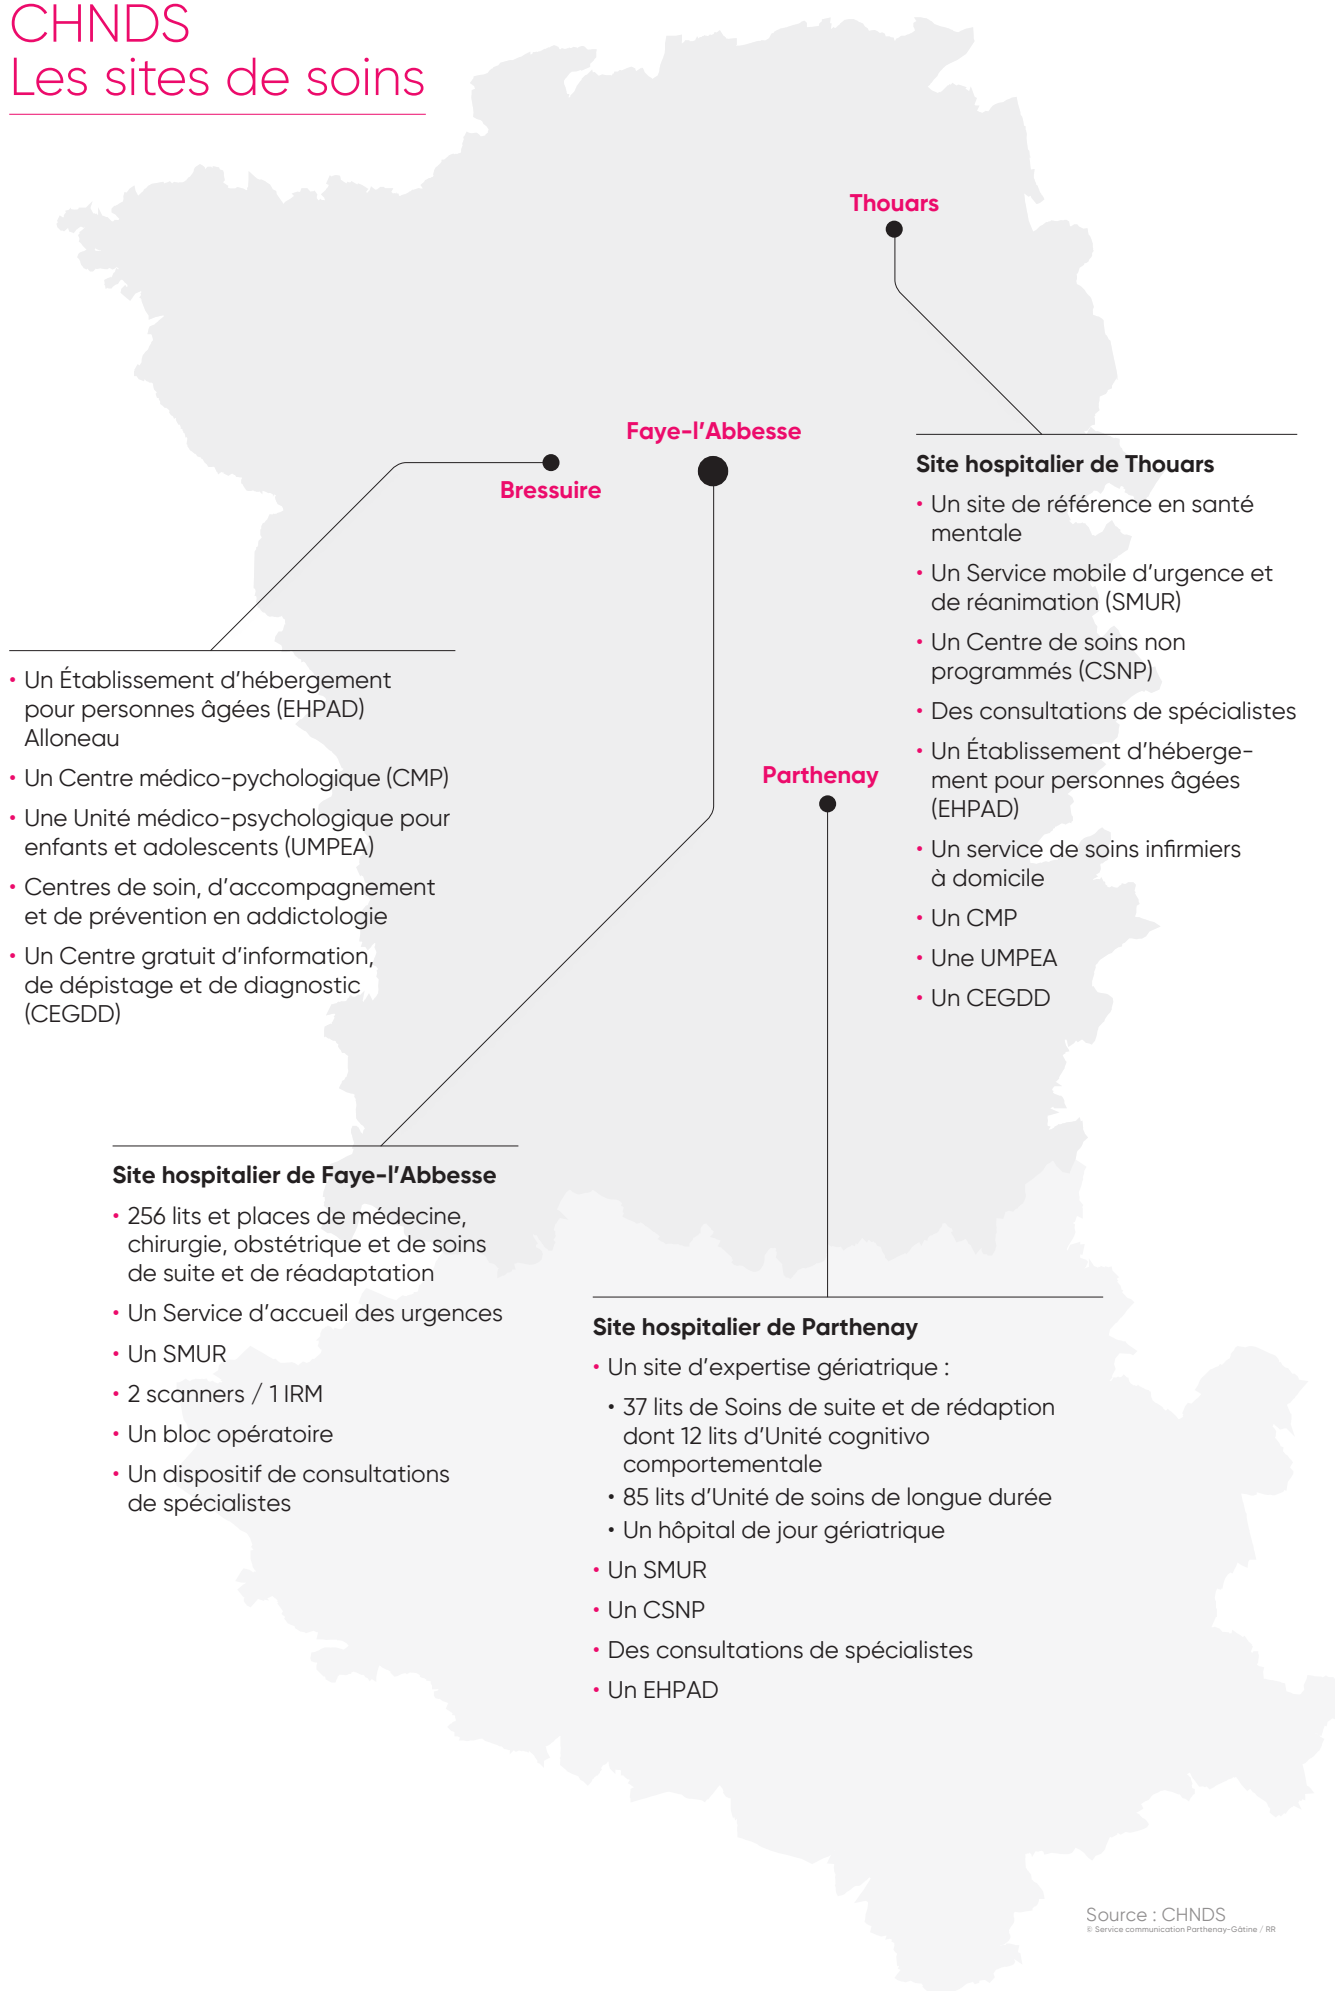 CHNDS
Les sites de soins
Thouars
Faye-l'Abbesse
Bressuire
Parthenay
Site hospitalier de Thouars
• Un site de référence en santé
mentale
• Un Service mobile d'urgence et
de réanimation (SMUR)
• Un Centre de soins non
programmés (CSNP)
• Des consultations de spécialistes
• Un Établissement d'héberge-
ment pour personnes âgées
(EHPAD)
• Un service de soins infirmiers
à domicile
• Un CMP
• Une UMPEA
• Un CEGDD
• Un Établissement d'hébergement
pour personnes âgées (EHPAD)
Alloneau
• Un Centre médico-pychologique (CMP)
• Une Unité médico-psychologique pour
enfants et adolescents (UMPEA)
• Centres de soin, d'accompagnement
et de prévention en addictologie
• Un Centre gratuit d'information,
de dépistage et de diagnostic
(CEGDD)
Site hospitalier de Faye-l'Abbesse
• 256 lits et places de médecine,
chirurgie, obstétrique et de soins
de suite et de réadaptation
• Un Service d'accueil des urgences
• Un SMUR
• 2 scanners / 1 IRM
• Un bloc opératoire
• Un dispositif de consultations
de spécialistes
Site hospitalier de Parthenay
• Un site d'expertise gériatrique :
• 37 lits de Soins de suite et de rédaption
dont 12 lits d'Unité cognitivo
comportementale
• 85 lits d'Unité de soins de longue durée
• Un hôpital de jour gériatrique
• Un SMUR
• Un CSNP
• Des consultations de spécialistes
• Un EHPAD
Source : CHNDS
© Service communication Parthenay-Gâtine / RR